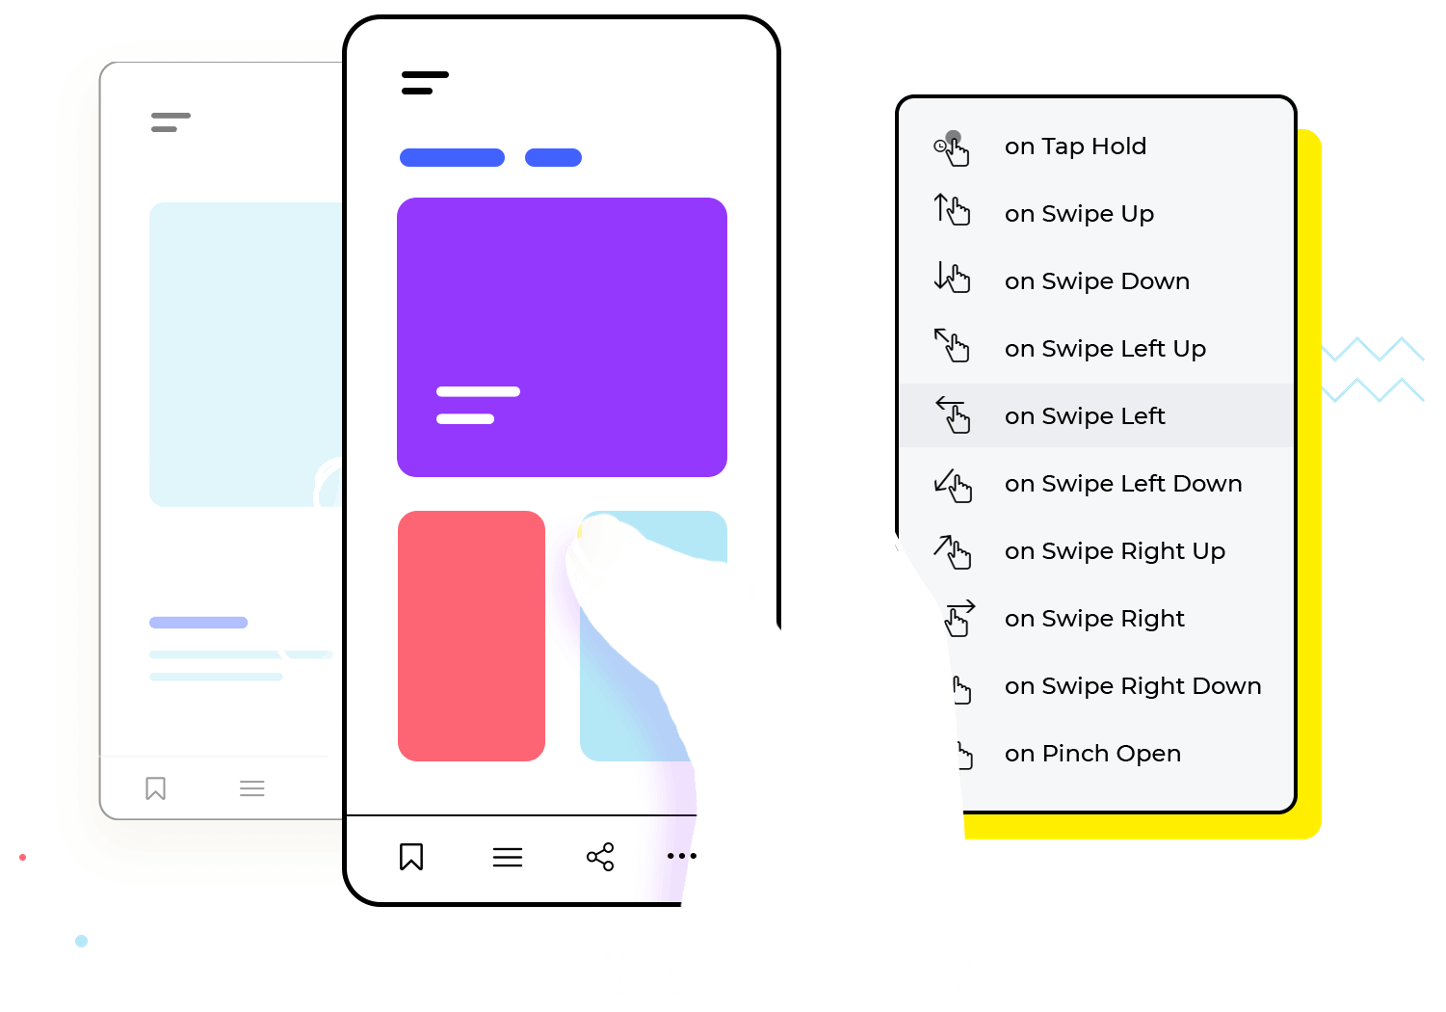 on Tap Hold
on Swipe Up
on Swipe Down
on Swipe Left Up
on Swipe Left
on Swipe Left Down
on Swipe Right Up
on Swipe Right
on Swipe Right Down
on Pinch Open